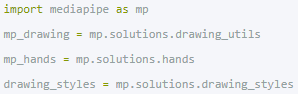 import mediapipe as mp
mp_drawing = mp.solutions.drawing_utils
mp_hands = mp.solutions.hands
drawing_styles = mp.solutions.drawing_styles